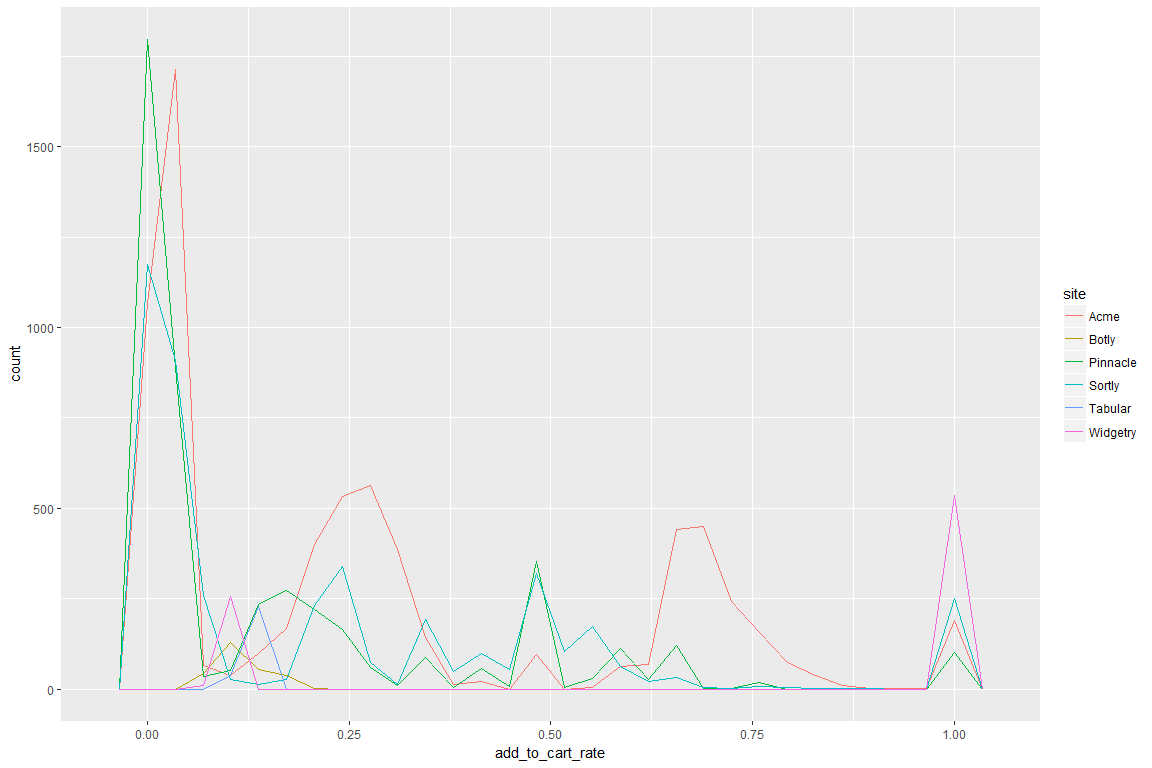 1500
1000
500
0
count
0.00 0.25 0.50 0.75 1.00
add_to_cart_rate
site
Acme
Botly
Pinnacle
Sortly
Tabular
Widgetry